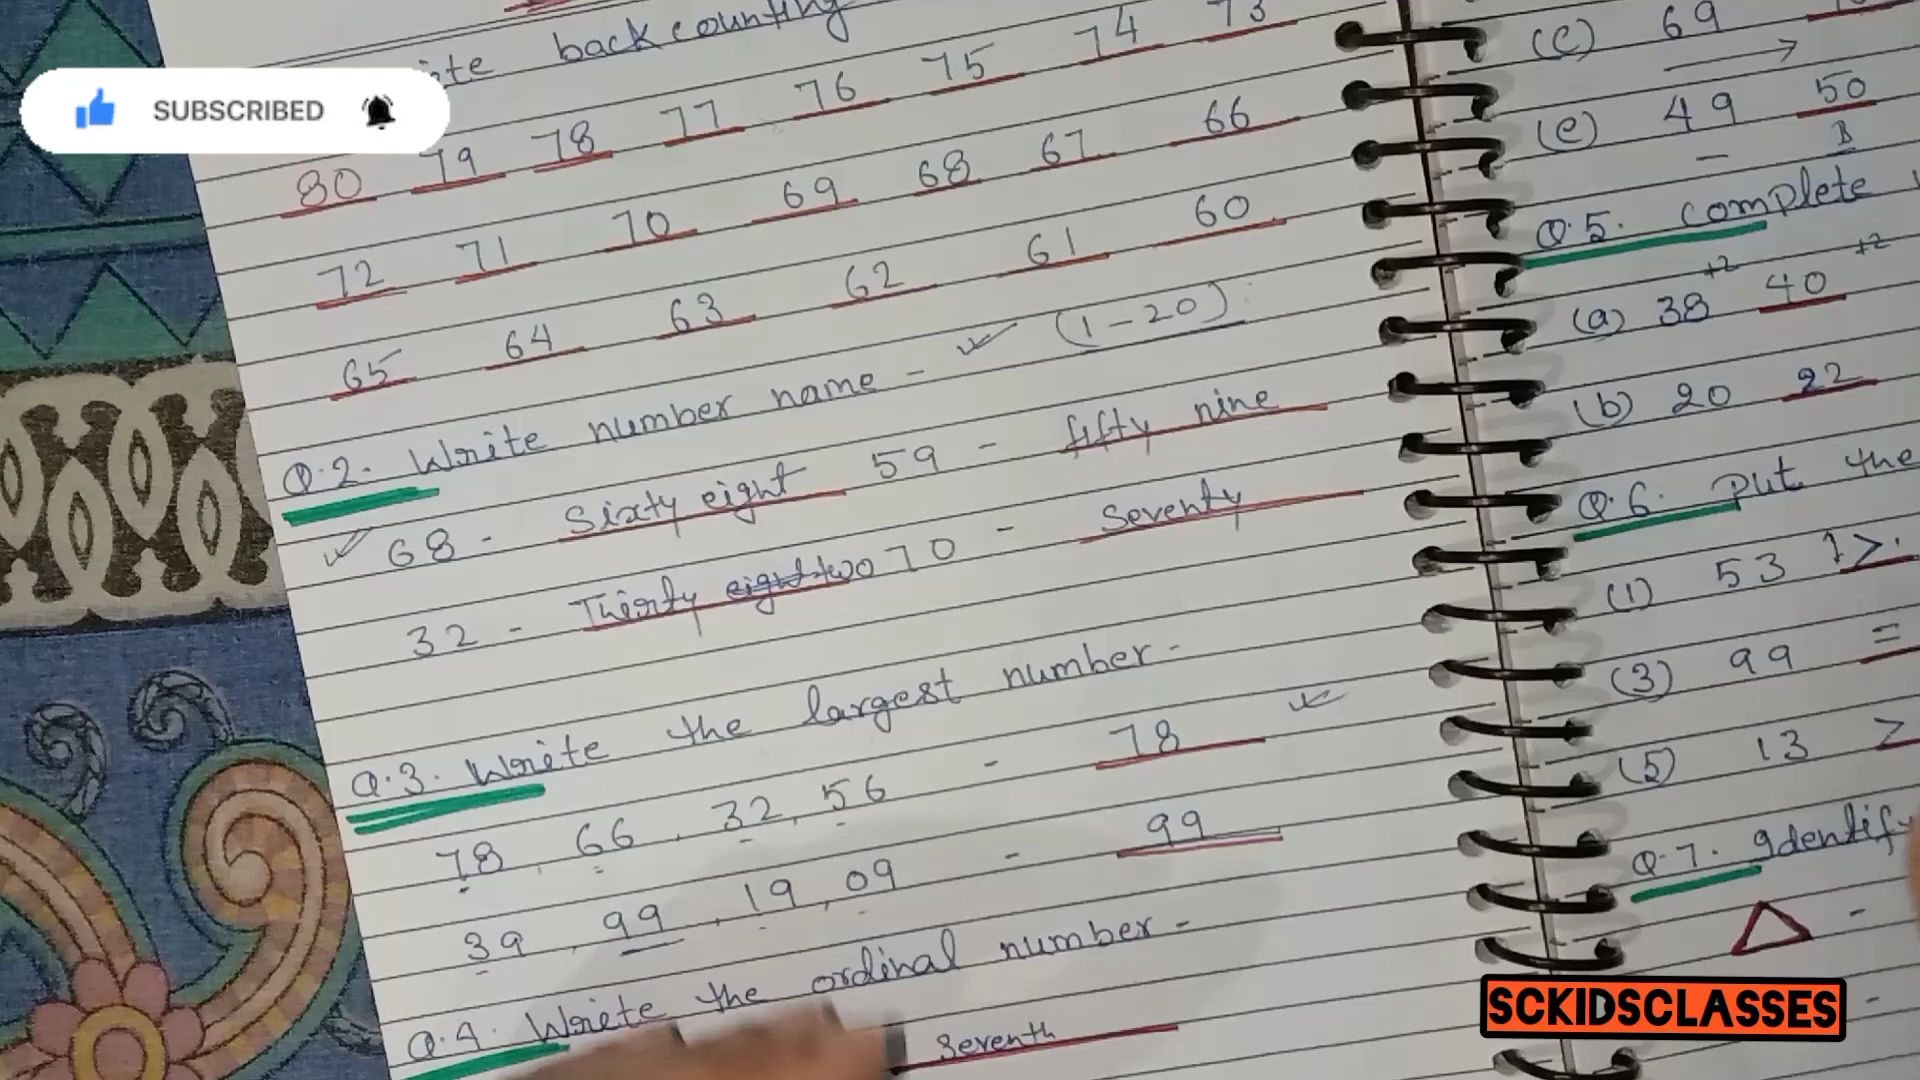 write back counting
SUBSCRIBED
80 79 78 77 76 75 74 73
72 71 70 69 68 67 66
65 64 63 62 61 60
Q.2. Write number name - (1-20)
68 - Sixty eight 59 - fifty nine
32 - Thirty eight two 70 - Seventy
Q.3. Write the largest number -
78, 66, 32, 56 - 78
39, 99, 19, 09 - 99
Q.4. Write the ordinal number -
Seventh
(c) 69
(e) 49 50
B
Q.5. Complete
(a) 38 +2 40 +2
(b) 20 22
Q.6. Put the
(1) 53 >
(3) 99 =
(5) 13 >
Q.7. Identify
SCKIDSCLASSES